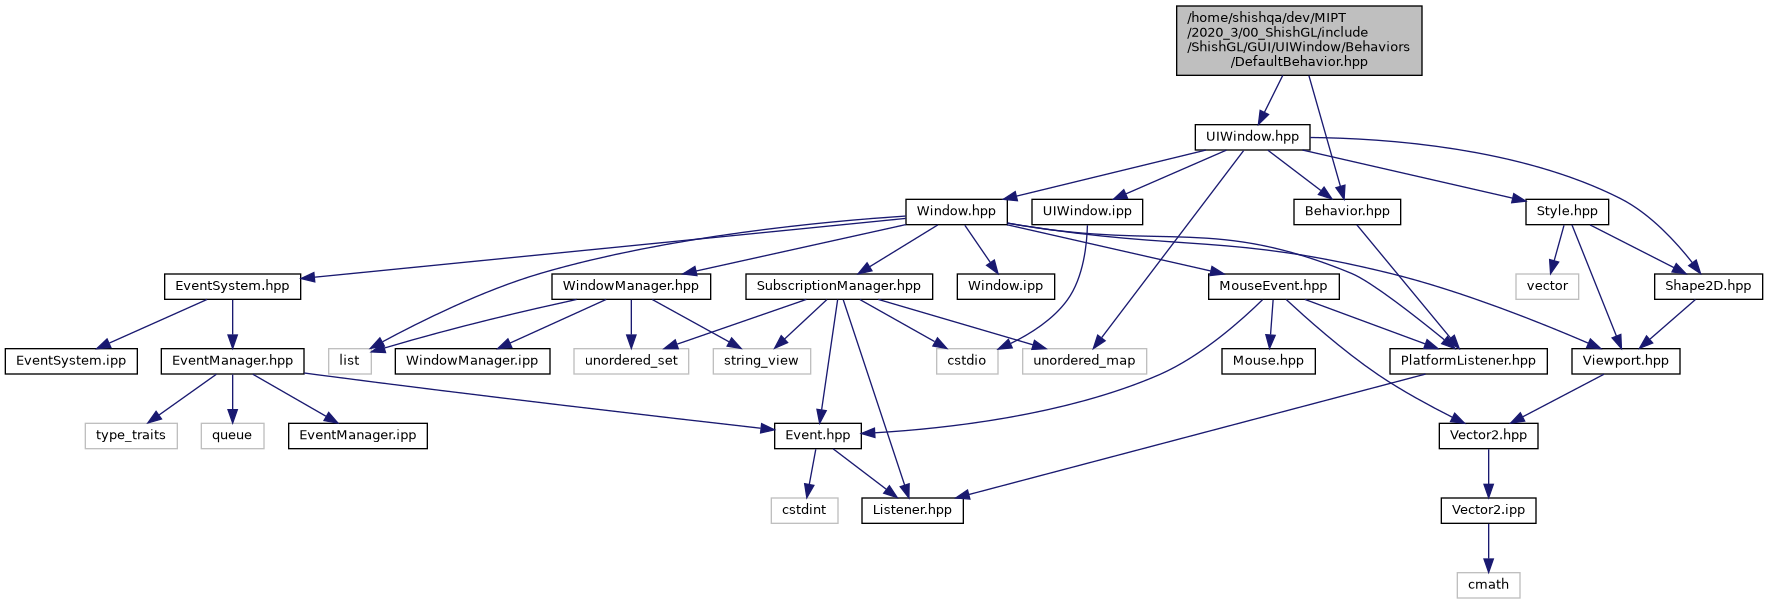 /home/shishqa/dev/MIPT
/2020_3/00_ShishGL/include
/ShishGL/GUI/UIWindow/Behaviors
/DefaultBehavior.hpp
UIWindow.hpp
Window.hpp
UIWindow.ipp
Behavior.hpp
Style.hpp
EventSystem.hpp
WindowManager.hpp
SubscriptionManager.hpp
Window.ipp
MouseEvent.hpp
vector
Shape2D.hpp
EventSystem.ipp
EventManager.hpp
list
WindowManager.ipp
unordered_set
string_view
cstdio
unordered_map
Mouse.hpp
PlatformListener.hpp
Viewport.hpp
type_traits
queue
EventManager.ipp
Event.hpp
Vector2.hpp
cstdint
Listener.hpp
Vector2.ipp
cmath